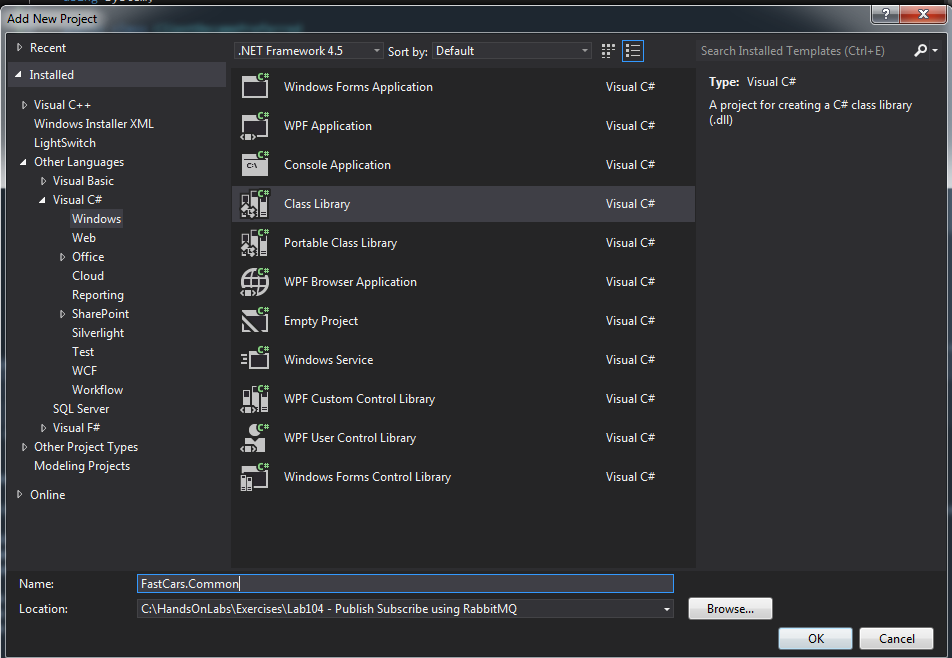 Add New Project
?
Recent
.NET Framework 4.5
Sort by:
Default
Search Installed Templates (Ctrl+E)
Installed
Visual C++
Windows Installer XML
LightSwitch
Other Languages
Visual Basic
Visual C#
Windows
Web
Office
Cloud
Reporting
SharePoint
Silverlight
Test
WCF
Workflow
SQL Server
Visual F#
Other Project Types
Modeling Projects
Online
C# Windows Forms Application Visual C#
C# WPF Application Visual C#
C# C:\ Console Application Visual C#
C# Class Library Visual C#
C# Portable Class Library Visual C#
C# WPF Browser Application Visual C#
C# Empty Project Visual C#
C# Windows Service Visual C#
C# WPF Custom Control Library Visual C#
C# WPF User Control Library Visual C#
C# Windows Forms Control Library Visual C#
Type: Visual C#
A project for creating a C# class library
(.dll)
Name: FastCars.Common
Location: C:\HandsOnLabs\Exercises\Lab104 - Publish Subscribe using RabbitMQ
Browse...
OK
Cancel